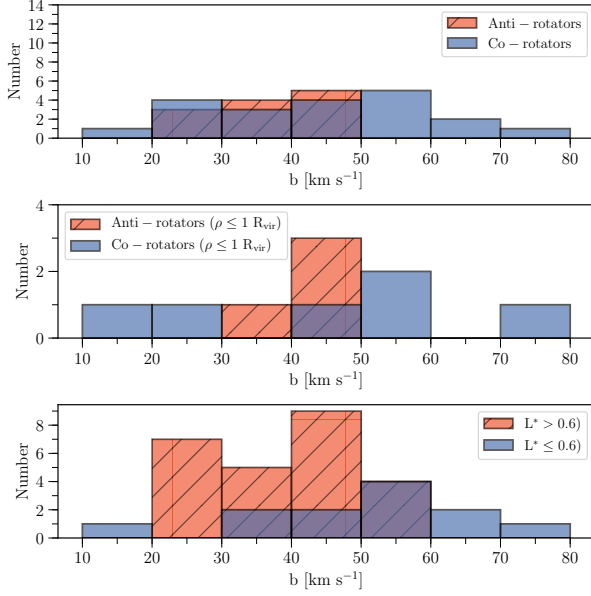 14
12
10
8
6
4
2
0
Number
Anti − rotators
Co − rotators
10 20 30 40 50 60 70 80
b [km s⁻¹]
4
2
0
Number
Anti − rotators (ρ ≤ 1 Rvir)
Co − rotators (ρ ≤ 1 Rvir)
10 20 30 40 50 60 70 80
b [km s⁻¹]
8
6
4
2
0
Number
L* > 0.6)
L* ≤ 0.6)
10 20 30 40 50 60 70 80
b [km s⁻¹]